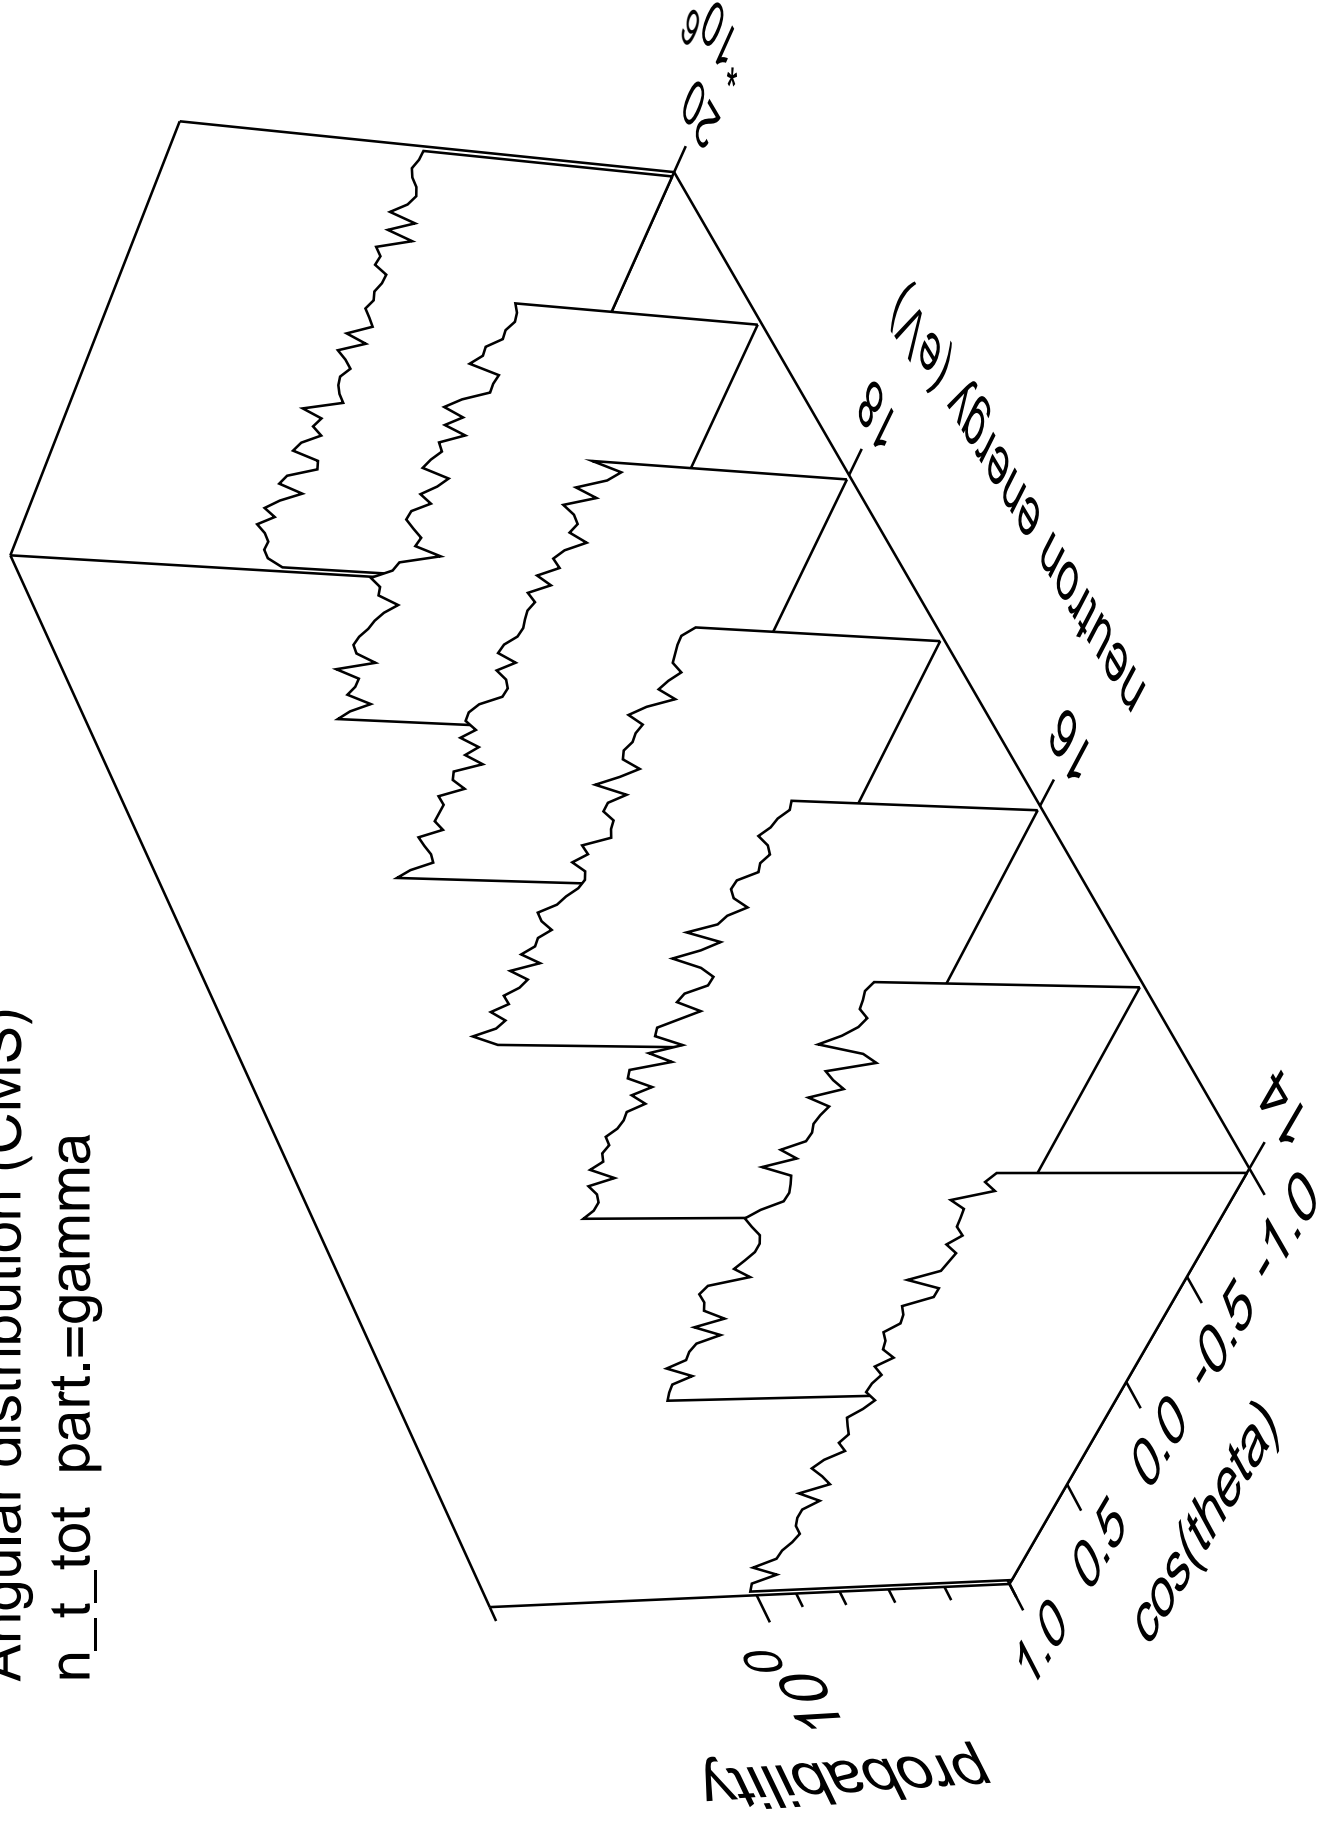 Angular distribution (CMS)
n_t_tot part.=gamma
probability
10 0
1.0 0.5 0.0 -0.5 -1.0
cos(theta)
14 16 18 20
* 10 6
neutron energy (eV)